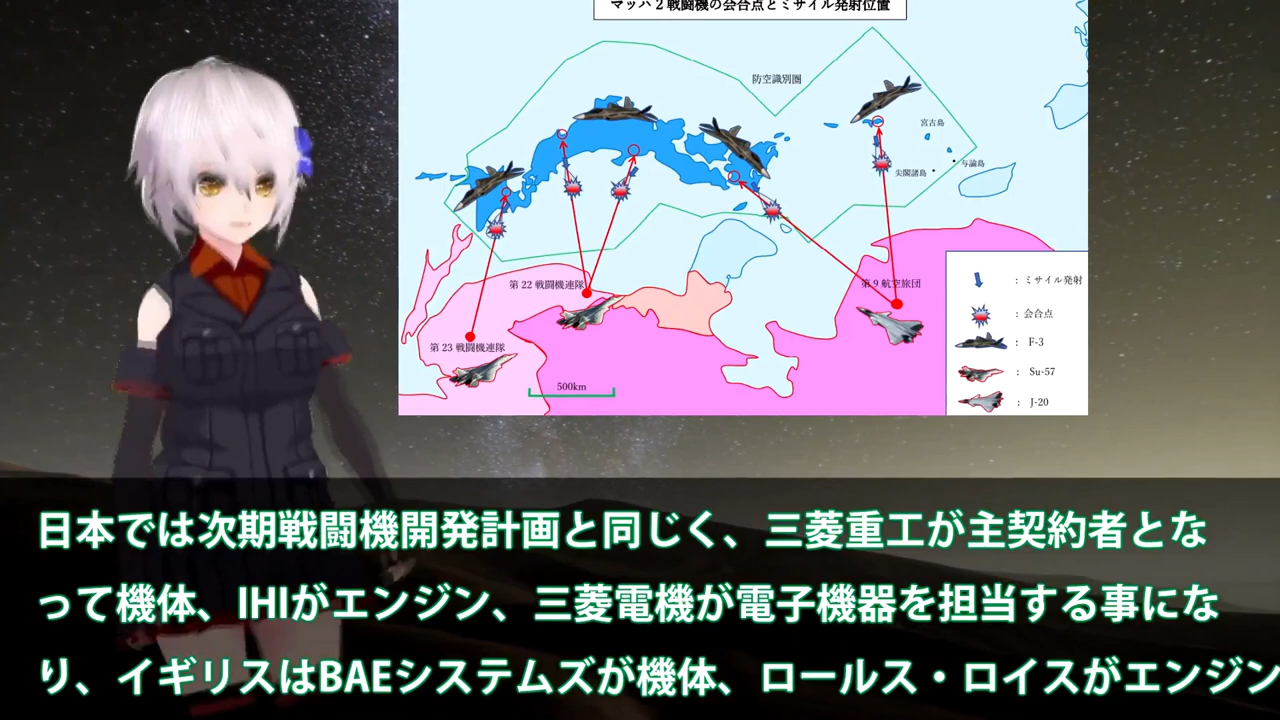 マッハ2戦闘機の会合点とミサイル発射位置
防空識別圏
宮古島
与論島
尖閣諸島
第22戦闘機連隊
第9航空旅団
第23戦闘機連隊
500km
：ミサイル発射
：会合点
： F-3
： Su-57
： J-20
日本では次期戦闘機開発計画と同じく、三菱重工が主契約者とな
って機体、IHIがエンジン、三菱電機が電子機器を担当する事にな
り、イギリスはBAEシステムズが機体、ロールス・ロイスがエンジン